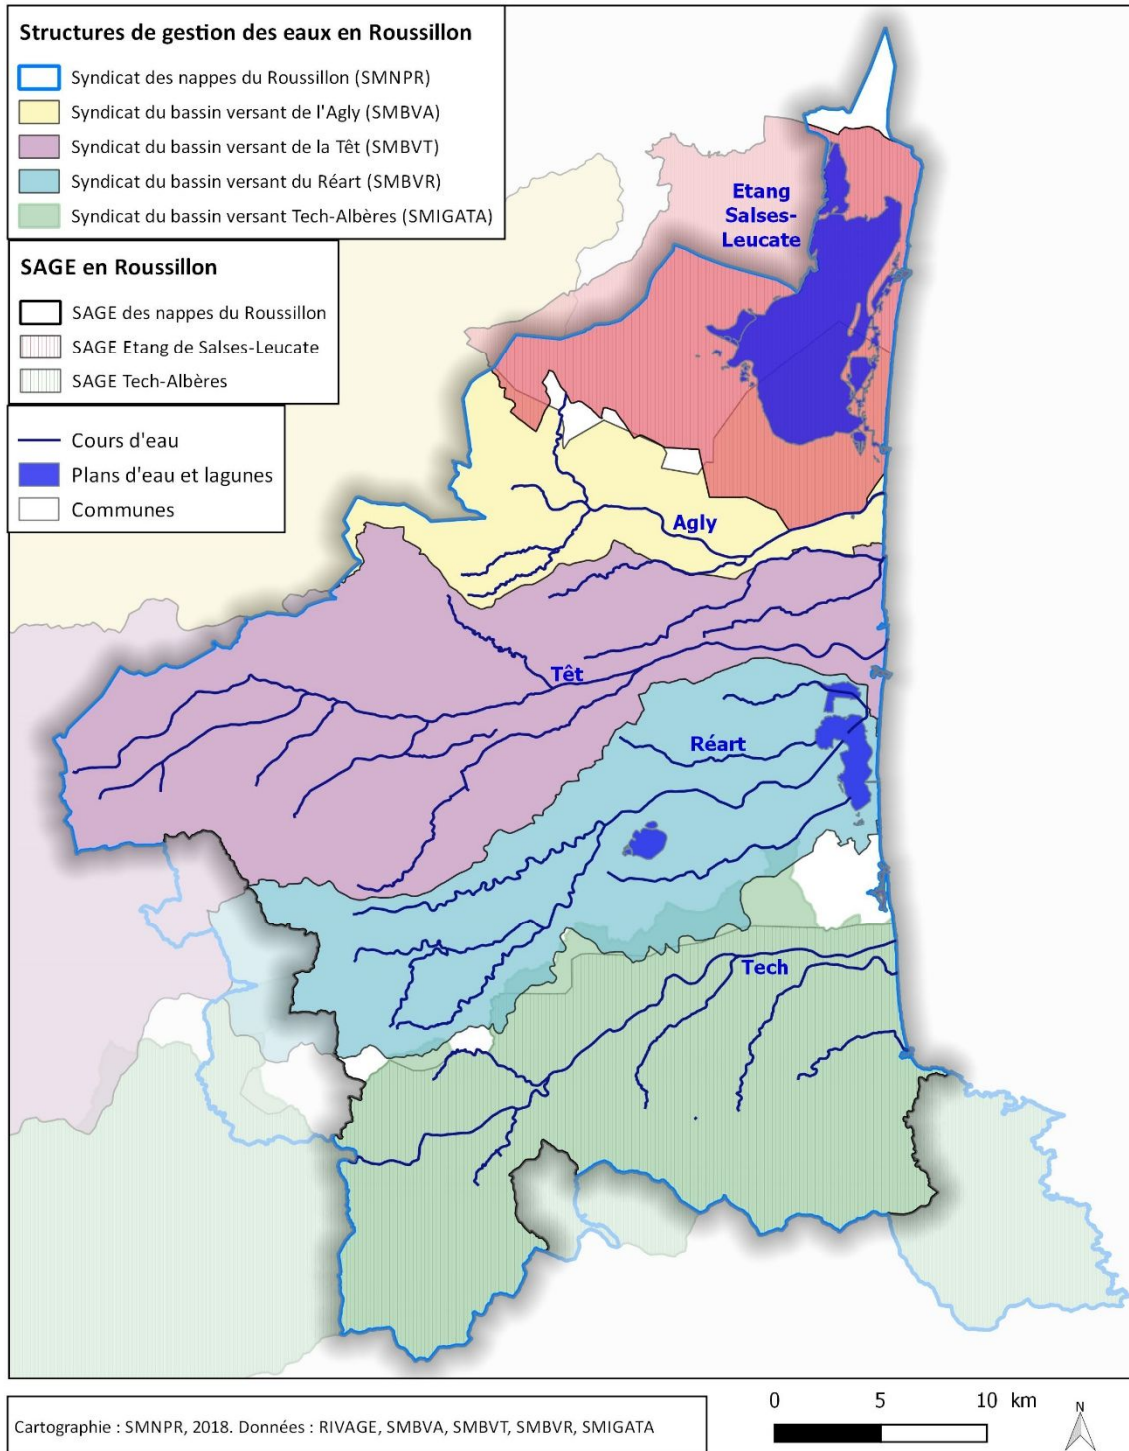 Structures de gestion des eaux en Roussillon
Syndicat des nappes du Roussillon (SMNPR)
Syndicat du bassin versant de l'Agly (SMBVA)
Syndicat du bassin versant de la Têt (SMBVT)
Syndicat du bassin versant du Réart (SMBVR)
Syndicat du bassin versant Tech-Albères (SMIGATA)
SAGE en Roussillon
SAGE des nappes du Roussillon
SAGE Etang de Salses-Leucate
SAGE Tech-Albères
Cours d'eau
Plans d'eau et lagunes
Communes
Etang
Salses-
Leucate
Agly
Têt
Réart
Tech
Cartographie : SMNPR, 2018. Données : RIVAGE, SMBVA, SMBVT, SMBVR, SMIGATA
0 5 10 km
N